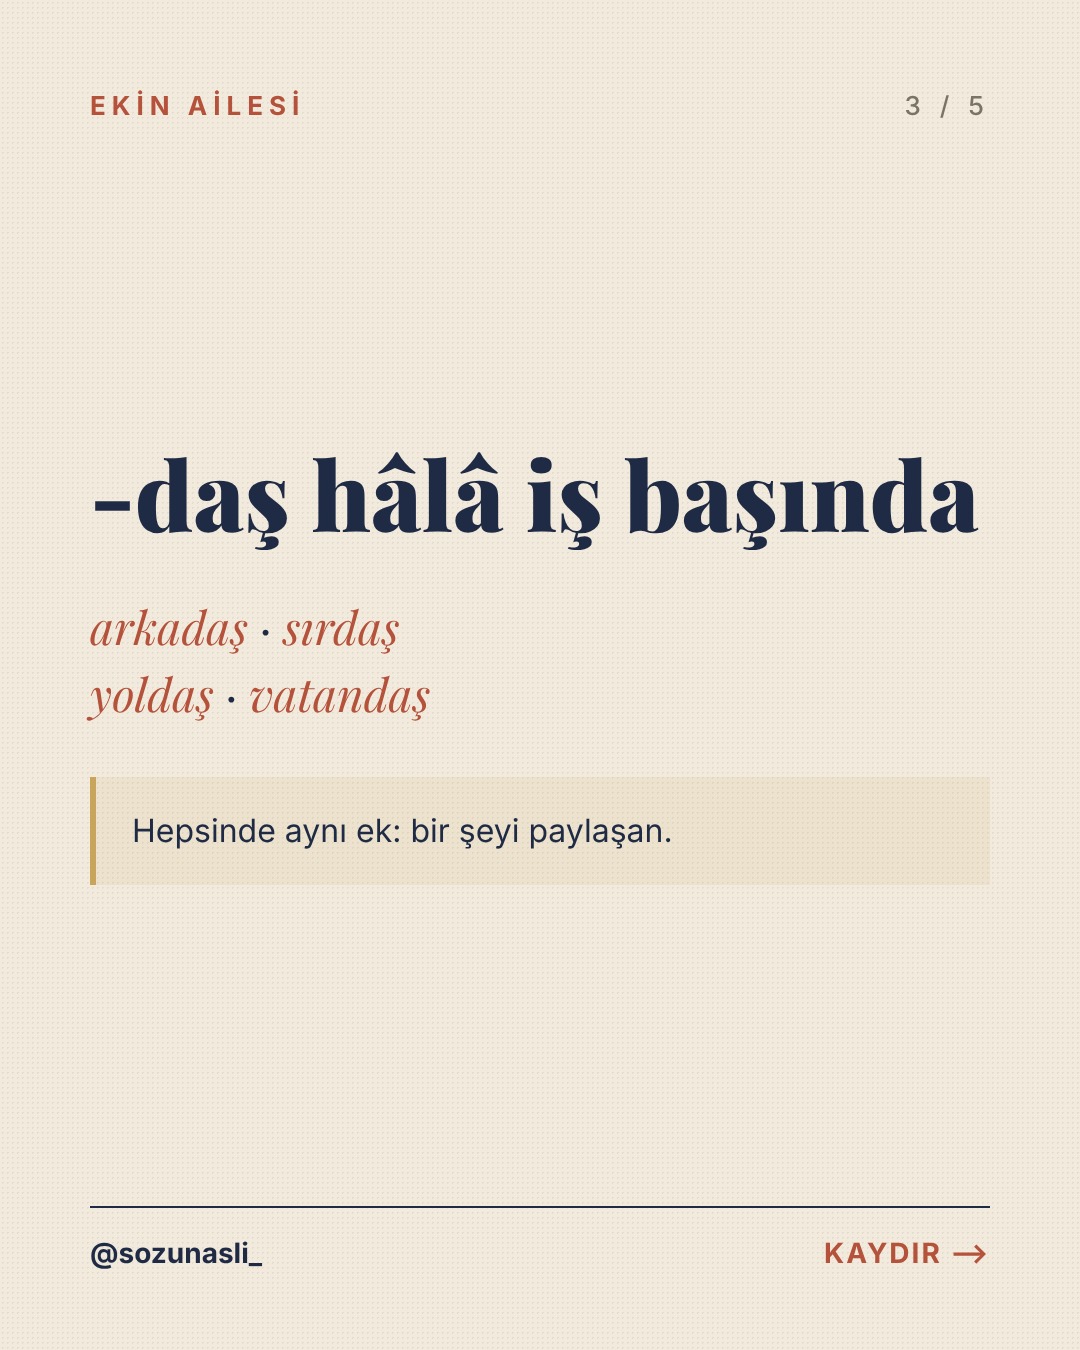 EKİN AİLESİ
3 / 5
-daş hâlâ iş başında
arkadaş · sırdaş
yoldaş · vatandaş
Hepsinde aynı ek: bir şeyi paylaşan.
@sozunasli_
KAYDIR →